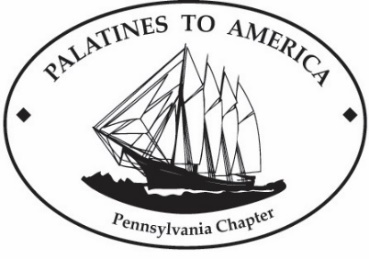 PALATINES TO AMERICA
Pennsylvania Chapter